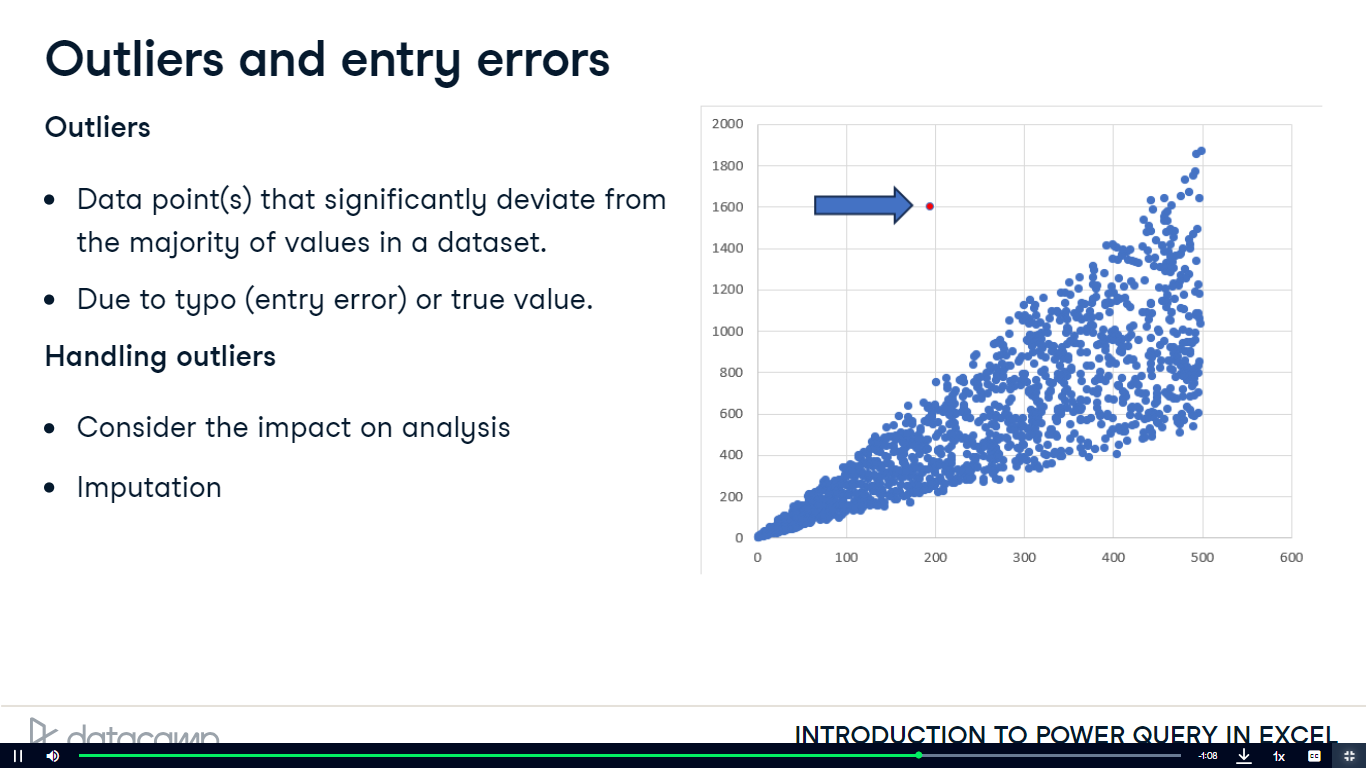 Outliers and entry errors
Outliers
Data point(s) that significantly deviate from
the majority of values in a dataset.
Due to typo (entry error) or true value.
Handling outliers
Consider the impact on analysis
Imputation
2000
1800
1600
1400
1200
1000
800
600
400
200
0
0 100 200 300 400 500 600
datacamp
INTRODUCTION TO POWER QUERY IN EXCEL
-1:08
1x
CC